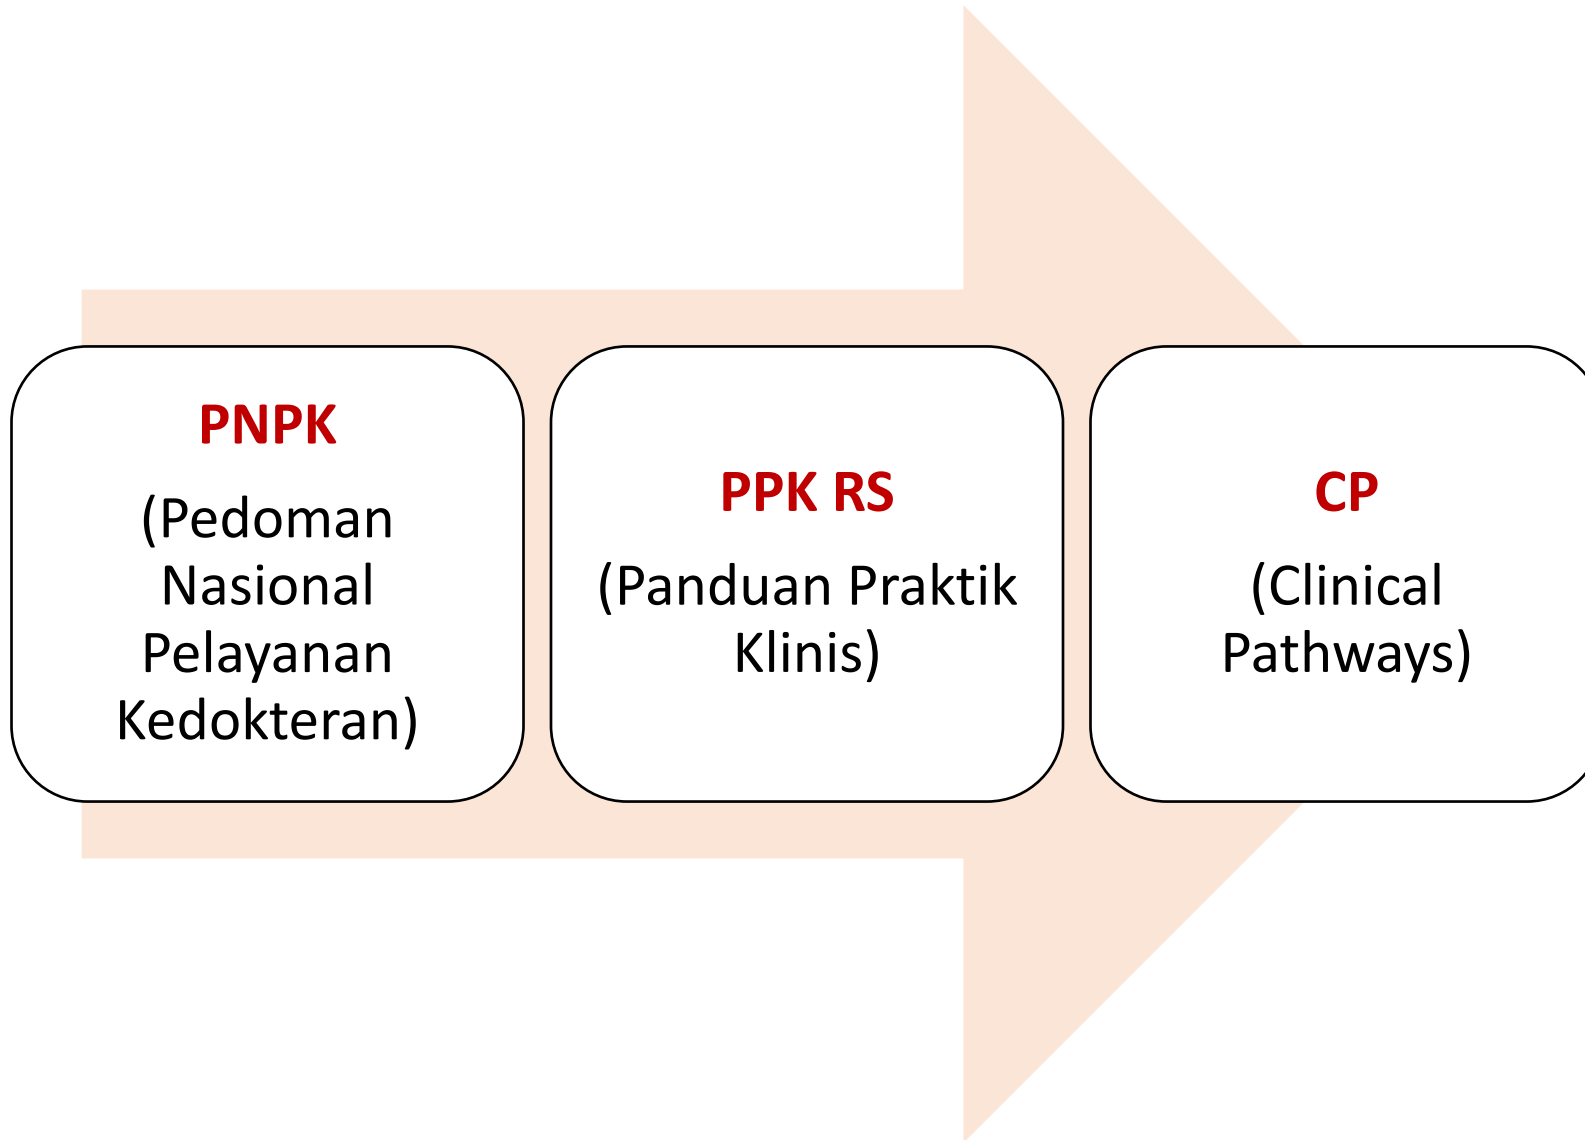 PNPK
(Pedoman
Nasional
Pelayanan
Kedokteran)
PPK RS
(Panduan Praktik
Klinis)
CP
(Clinical
Pathways)